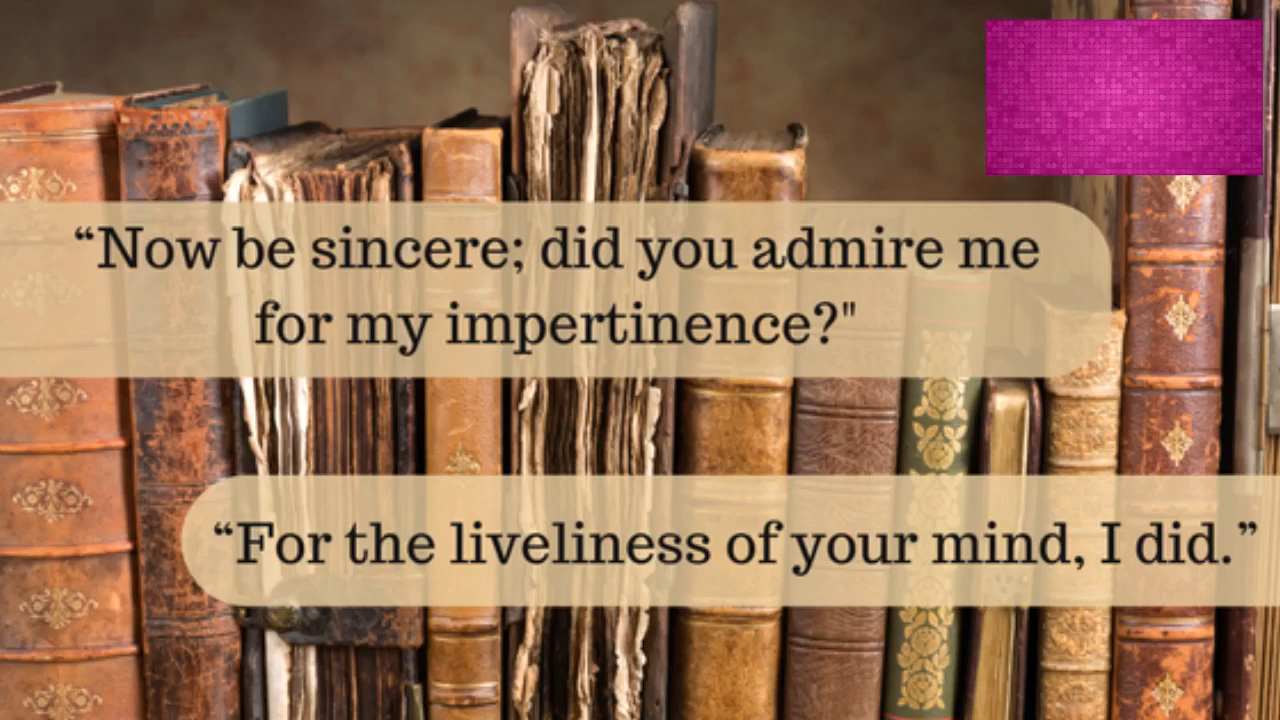 “Now be sincere; did you admire me
for my impertinence?"
“For the liveliness of your mind, I did.”